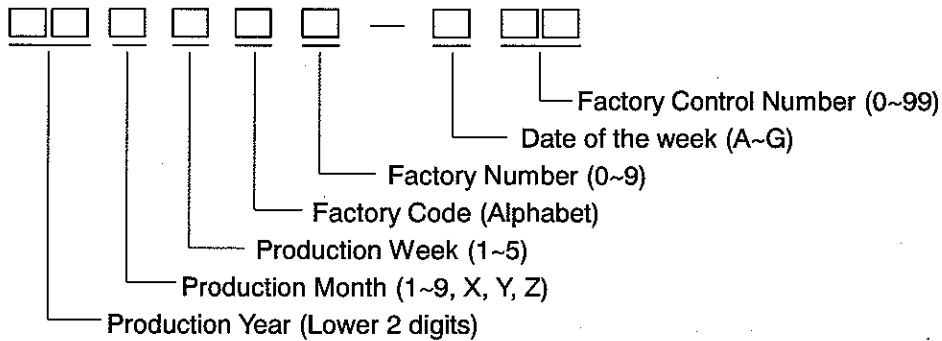 □□ □ □ □ □ — □ □□
Factory Control Number (0~99)
Date of the week (A~G)
Factory Number (0~9)
Factory Code (Alphabet)
Production Week (1~5)
Production Month (1~9, X, Y, Z)
Production Year (Lower 2 digits)